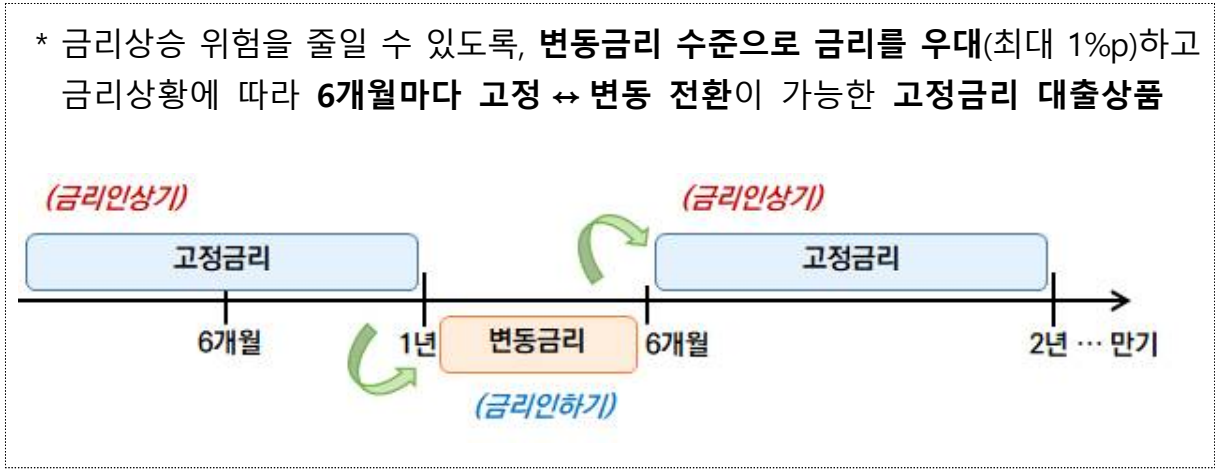 * 금리상승 위험을 줄일 수 있도록, 변동금리 수준으로 금리를 우대(최대 1%p)하고
금리상황에 따라 6개월마다 고정 ↔ 변동 전환이 가능한 고정금리 대출상품
(금리인상기)
(금리인상기)
고정금리
고정금리
6개월
1년
변동금리
6개월
2년 … 만기
(금리인하기)